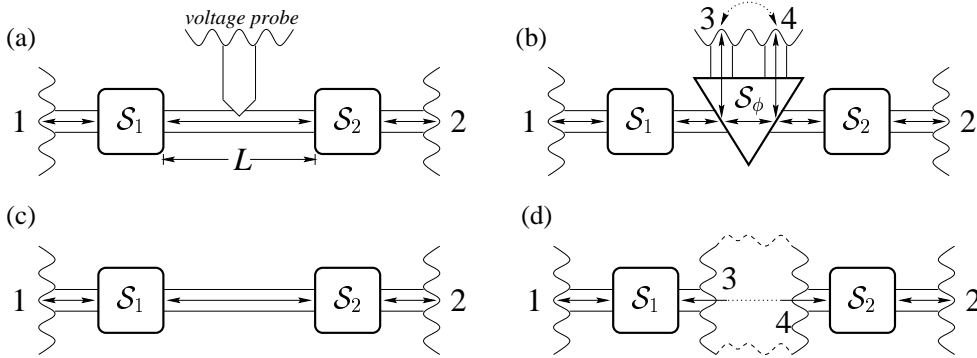 (a) voltage probe
1 S₁ S₂ 2
L
(b) 3 4
S_ϕ
1 S₁ S₂ 2
(c)
1 S₁ S₂ 2
(d)
1 S₁ 3 4 S₂ 2